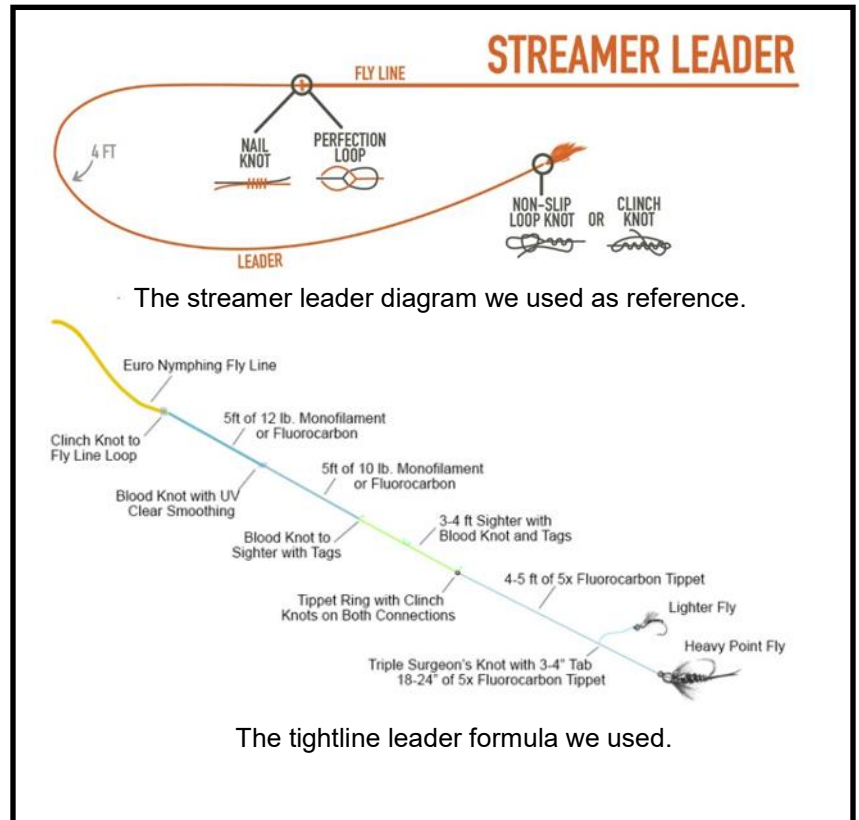 STREAMER LEADER
FLY LINE
1
NAIL
KNOT
PERFECTION
LOOP
4 FT
NON-SLIP
LOOP KNOT
OR
CLINCH
KNOT
LEADER
The streamer leader diagram we used as reference.
Euro Nymphing Fly Line
Clinch Knot to
Fly Line Loop
5ft of 12 lb. Monofilament
or Fluorocarbon
Blood Knot with UV
Clear Smoothing
5ft of 10 lb. Monofilament
or Fluorocarbon
Blood Knot to
Sighter with Tags
3-4 ft Sighter with
Blood Knot and Tags
Tippet Ring with Clinch
Knots on Both Connections
4-5 ft of 5x Fluorocarbon Tippet
Lighter Fly
Heavy Point Fly
Triple Surgeon's Knot with 3-4" Tab
18-24" of 5x Fluorocarbon Tippet
The tightline leader formula we used.